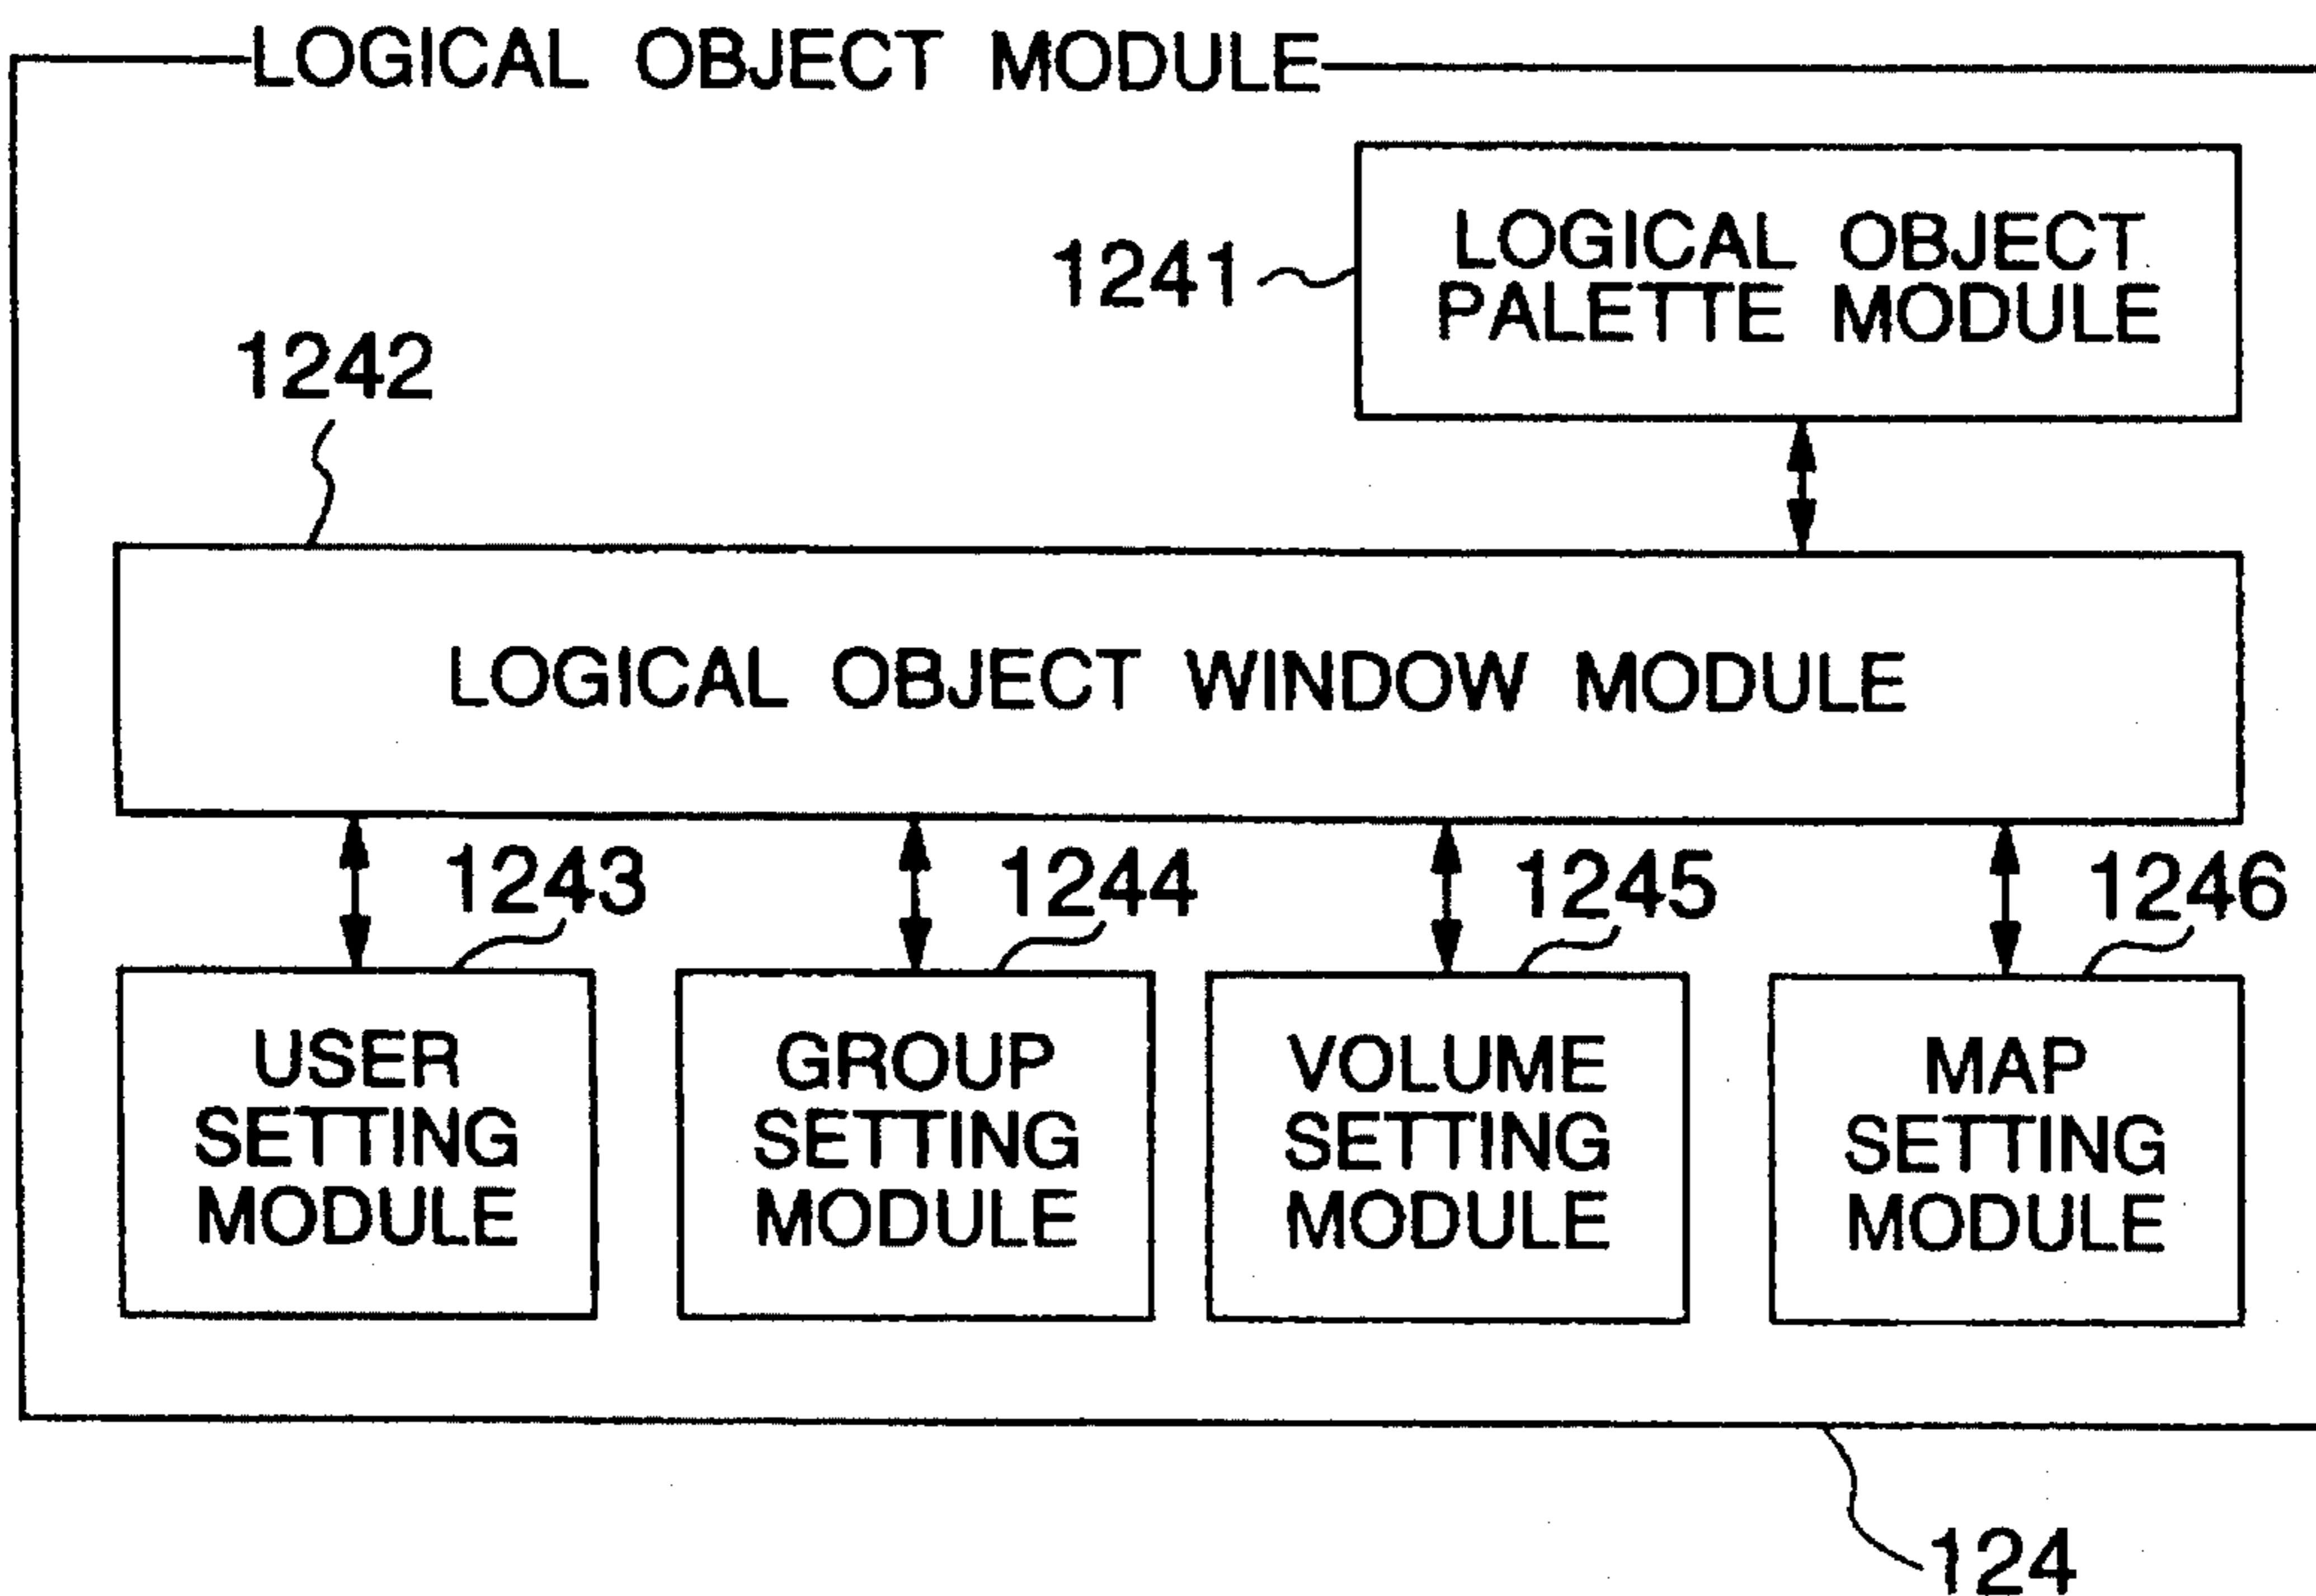 LOGICAL OBJECT MODULE
1241
LOGICAL OBJECT
PALETTE MODULE
1242
LOGICAL OBJECT WINDOW MODULE
1243
1244
1245
1246
USER
SETTING
MODULE
GROUP
SETTING
MODULE
VOLUME
SETTING
MODULE
MAP
SETTING
MODULE
124